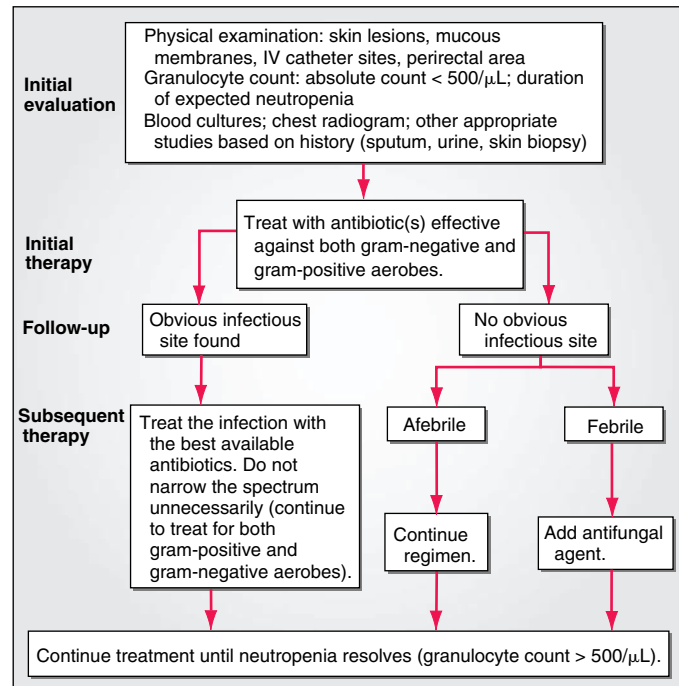 Initial
evaluation
Physical examination: skin lesions, mucous
membranes, IV catheter sites, perirectal area
Granulocyte count: absolute count < 500/μL; duration
of expected neutropenia
Blood cultures; chest radiogram; other appropriate
studies based on history (sputum, urine, skin biopsy)
Initial
therapy
Treat with antibiotic(s) effective
against both gram-negative and
gram-positive aerobes.
Follow-up
Obvious infectious
site found
No obvious
infectious site
Subsequent
therapy
Treat the infection with
the best available
antibiotics. Do not
narrow the spectrum
unnecessarily (continue
to treat for both
gram-positive and
gram-negative aerobes).
Afebrile
Febrile
Continue
regimen.
Add antifungal
agent.
Continue treatment until neutropenia resolves (granulocyte count > 500/μL).